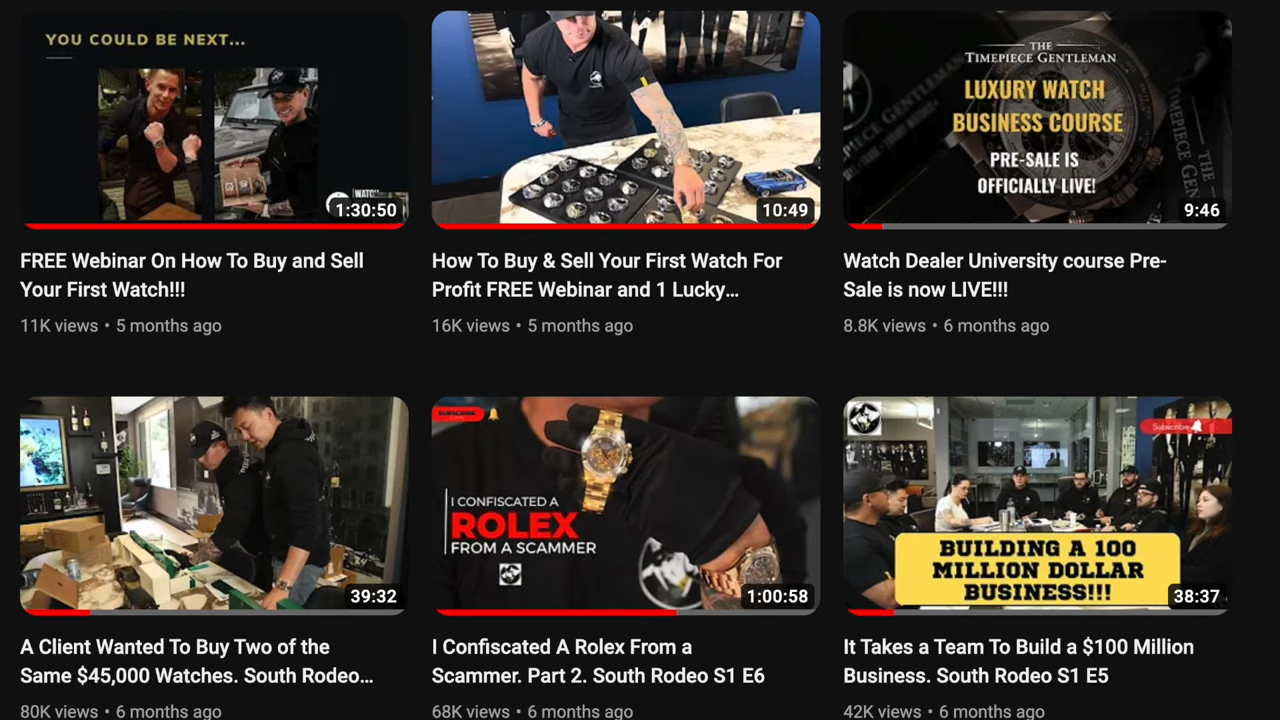 YOU COULD BE NEXT...
1:30:50
10:49
THE
TIMEPIECE GENTLEMAN
LUXURY WATCH
BUSINESS COURSE
PRE-SALE IS
OFFICIALLY LIVE!
9:46
FREE Webinar On How To Buy and Sell
Your First Watch!!!
11K views • 5 months ago
How To Buy & Sell Your First Watch For
Profit FREE Webinar and 1 Lucky...
16K views • 5 months ago
Watch Dealer University course Pre-
Sale is now LIVE!!!
8.8K views • 6 months ago
39:32
SUBSCRIBE
I CONFISCATED A
ROLEX
FROM A SCAMMER
1:00:58
Subscribe
BUILDING A 100
MILLION DOLLAR
BUSINESS!!!
38:37
A Client Wanted To Buy Two of the
Same $45,000 Watches. South Rodeo...
80K views • 6 months ago
I Confiscated A Rolex From a
Scammer. Part 2. South Rodeo S1 E6
68K views • 6 months ago
It Takes a Team To Build a $100 Million
Business. South Rodeo S1 E5
42K views • 6 months ago